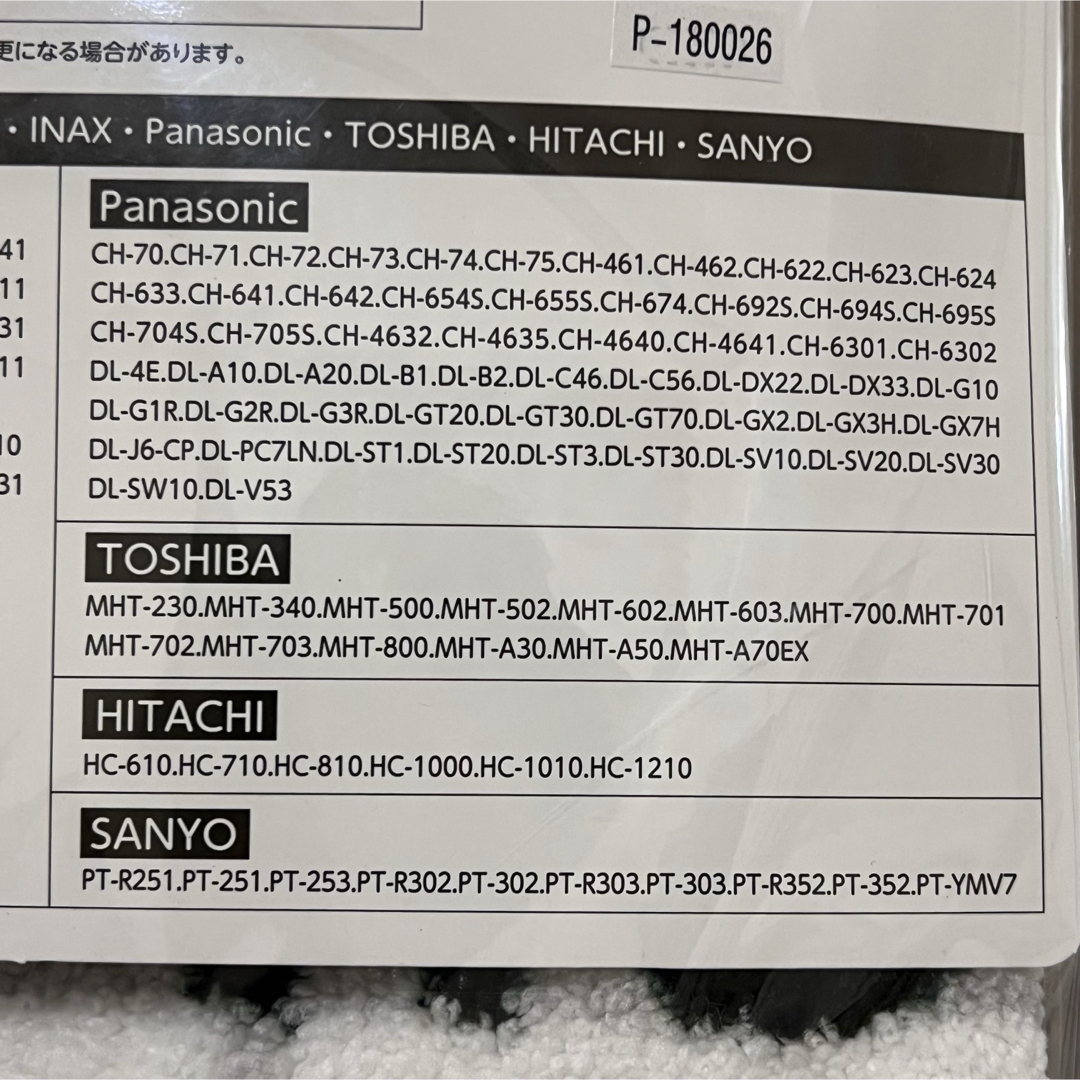 更になる場合があります。
P-180026
・INAX・Panasonic・TOSHIBA・HITACHI・SANYO
41
11
31
11
10
31
Panasonic
CH-70.CH-71.CH-72.CH-73.CH-74.CH-75.CH-461.CH-462.CH-622.CH-623.CH-624
CH-633.CH-641.CH-642.CH-654S.CH-655S.CH-674.CH-692S.CH-694S.CH-695S
CH-704S.CH-705S.CH-4632.CH-4635.CH-4640.CH-4641.CH-6301.CH-6302
DL-4E.DL-A10.DL-A20.DL-B1.DL-B2.DL-C46.DL-C56.DL-DX22.DL-DX33.DL-G10
DL-G1R.DL-G2R.DL-G3R.DL-GT20.DL-GT30.DL-GT70.DL-GX2.DL-GX3H.DL-GX7H
DL-J6-CP.DL-PC7LN.DL-ST1.DL-ST20.DL-ST3.DL-ST30.DL-SV10.DL-SV20.DL-SV30
DL-SW10.DL-V53
TOSHIBA
MHT-230.MHT-340.MHT-500.MHT-502.MHT-602.MHT-603.MHT-700.MHT-701
MHT-702.MHT-703.MHT-800.MHT-A30.MHT-A50.MHT-A70EX
HITACHI
HC-610.HC-710.HC-810.HC-1000.HC-1010.HC-1210
SANYO
PT-R251.PT-251.PT-253.PT-R302.PT-302.PT-R303.PT-303.PT-R352.PT-352.PT-YMV7